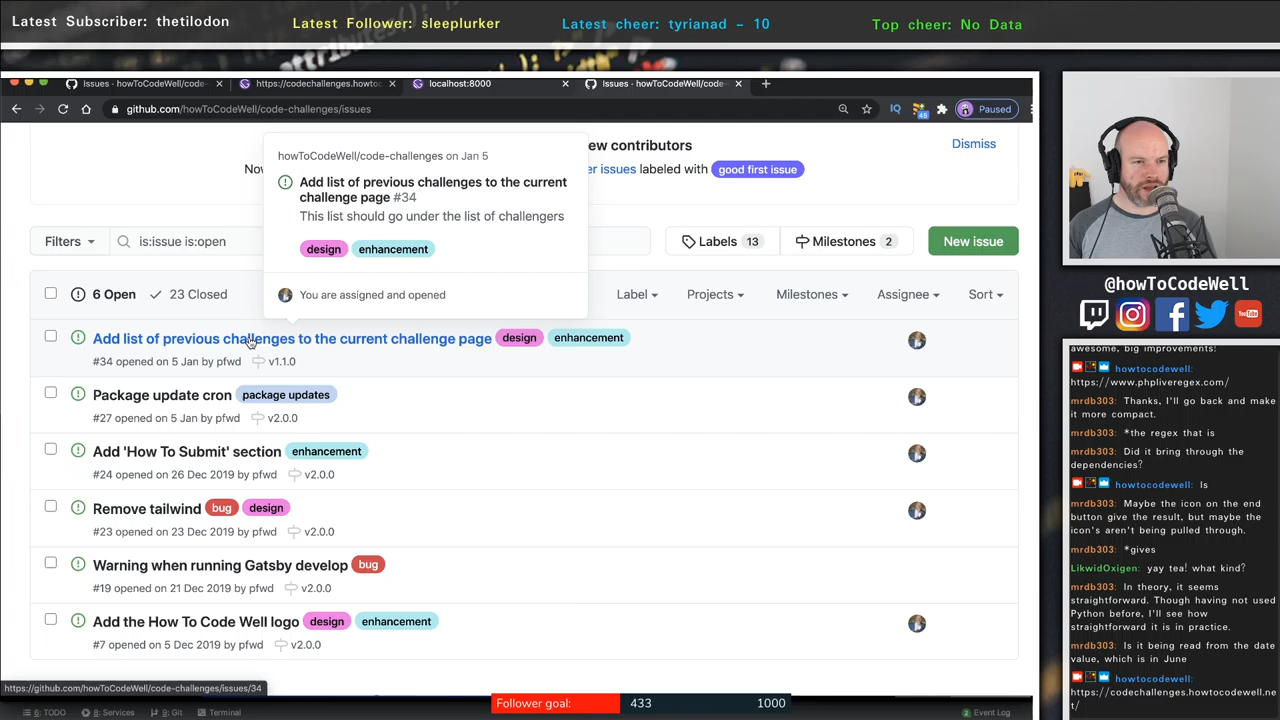 Latest Subscriber: thetilodon
Latest Follower: sleeplurker
Latest cheer: tyrianad - 10
Top cheer: No Data
Issues · howToCodeWell/code-
https://codechallenges.howtoc
localhost:8000
Issues · howToCodeWell/code-
github.com/howToCodeWell/code-challenges/issues
IQ
46
Paused
ew contributors
Dismiss
Nov
er issues labeled with good first issue
howToCodeWell/code-challenges on Jan 5
Add list of previous challenges to the current
challenge page #34
This list should go under the list of challengers
design enhancement
You are assigned and opened
Filters
is:issue is:open
Labels 13
Milestones 2
New issue
6 Open
23 Closed
Label
Projects
Milestones
Assignee
Sort
Add list of previous challenges to the current challenge page design enhancement
#34 opened on 5 Jan by pfwd v1.1.0
Package update cron package updates
#27 opened on 5 Jan by pfwd v2.0.0
Add 'How To Submit' section enhancement
#24 opened on 26 Dec 2019 by pfwd v2.0.0
Remove tailwind bug design
#23 opened on 23 Dec 2019 by pfwd v2.0.0
Warning when running Gatsby develop bug
#19 opened on 21 Dec 2019 by pfwd v2.0.0
Add the How To Code Well logo design enhancement
#7 opened on 5 Dec 2019 by pfwd v2.0.0
https://github.com/howToCodeWell/code-challenges/issues/34
6: TODO
8: Services
9: Git
Terminal
2 Event Log
Follower goal:
433
1000
@howToCodeWell
You Tube
awesome, big improvements!
howtocodewell:
https://www.phpliveregex.com/
mrdb303: Thanks, I'll go back and make
it more compact.
mrdb303: *the regex that is
mrdb303: Did it bring through the
dependencies?
howtocodewell: Is
mrdb303: Maybe the icon on the end
button give the result, but maybe the
icon's aren't being pulled through.
mrdb303: *gives
LikwidOxigen: yay tea! what kind?
mrdb303: In theory, it seems
straightforward. Though having not used
Python before, I'll see how
straightforward it is in practice.
mrdb303: Is it being read from the date
value, which is in June
howtocodewell:
https://codechallenges.howtocodewell.ne
t/